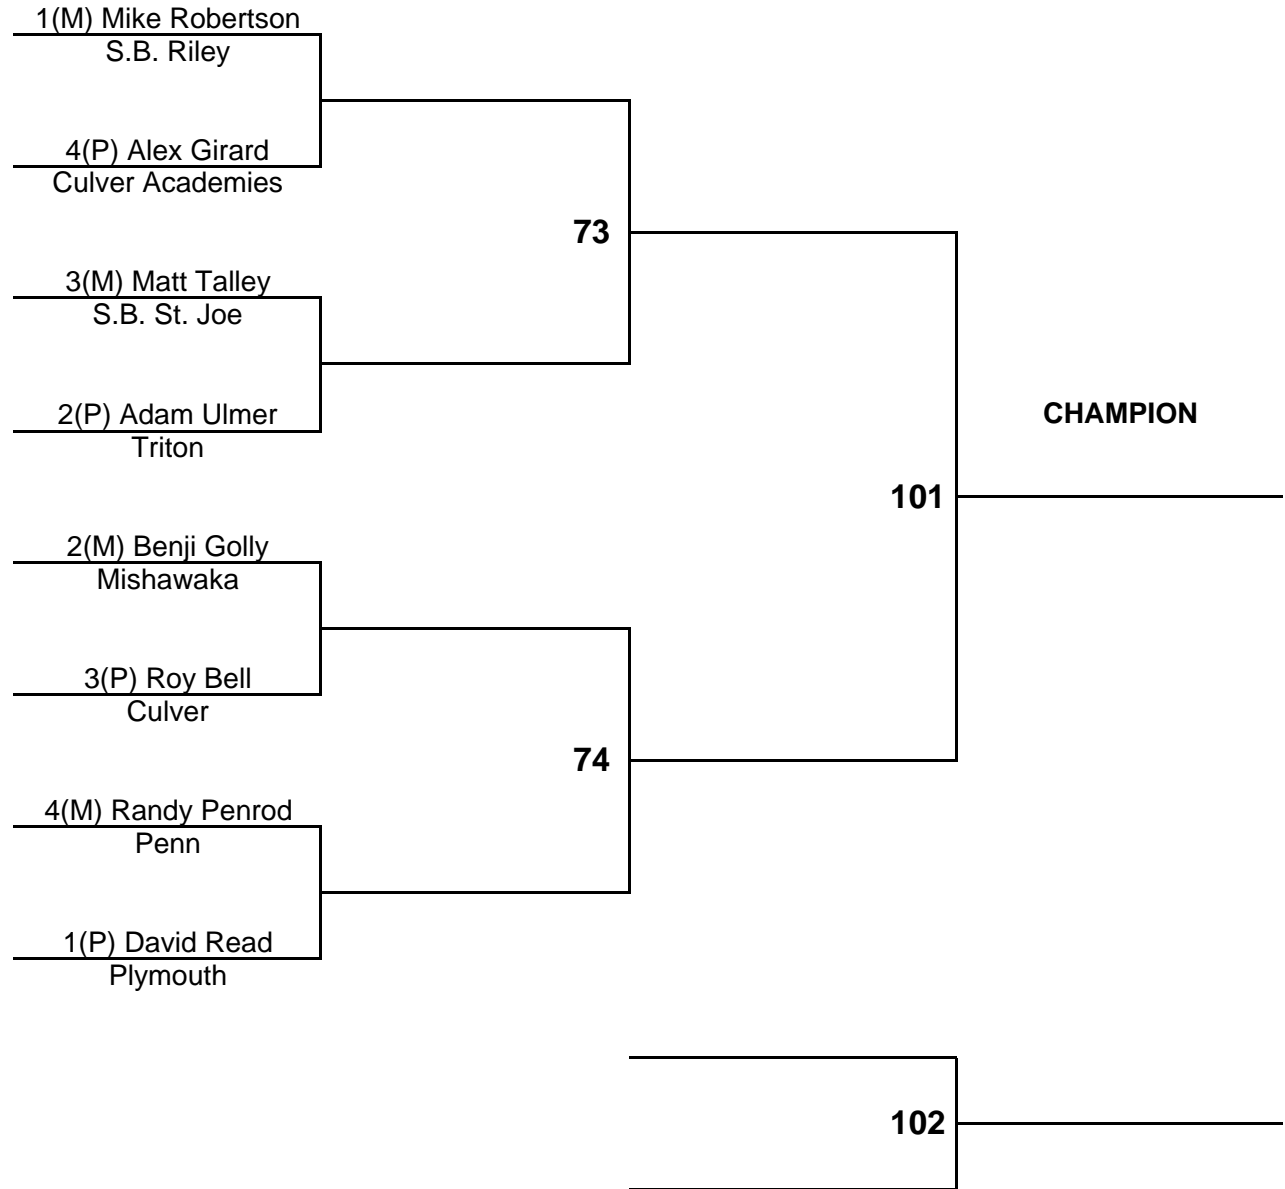 1(M) Mike Robertson
S.B. Riley
4(P) Alex Girard
Culver Academies
73
3(M) Matt Talley
S.B. St. Joe
2(P) Adam Ulmer
Triton
CHAMPION
101
2(M) Benji Golly
Mishawaka
3(P) Roy Bell
Culver
74
4(M) Randy Penrod
Penn
1(P) David Read
Plymouth
102